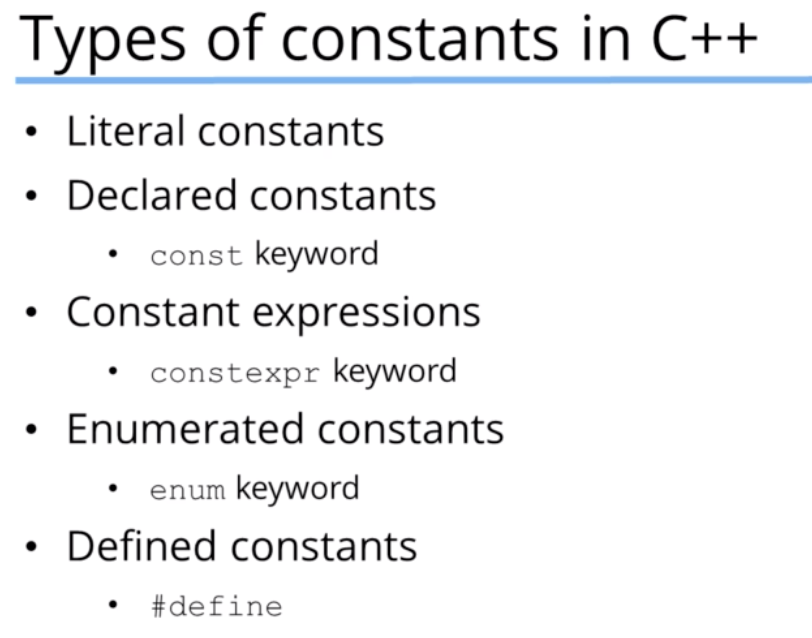 Types of constants in C++
• Literal constants
• Declared constants
• const keyword
• Constant expressions
• constexpr keyword
• Enumerated constants
• enum keyword
• Defined constants
• #define